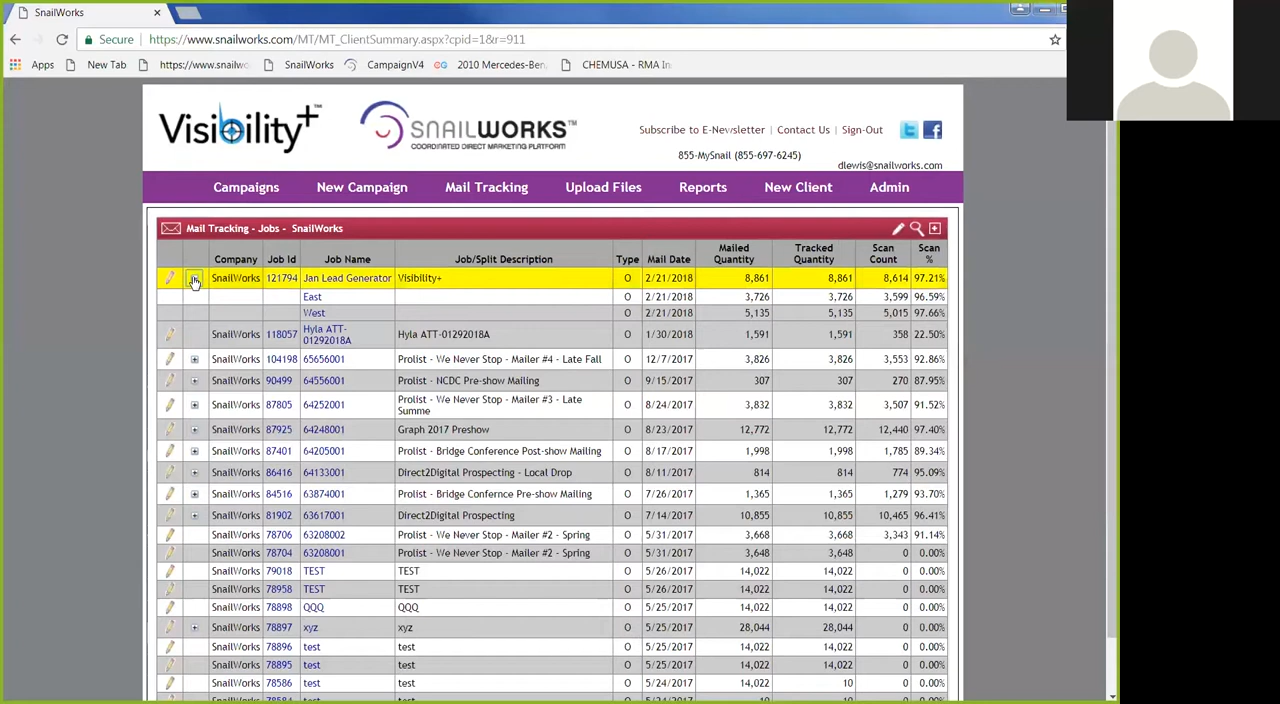 SnailWorks
Secure https://www.snailworks.com/MT/MT_ClientSummary.aspx?cpid=1&r=911
Apps New Tab https://www.snailwo SnailWorks CampaignV4 2010 Mercedes-Ben CHEMUSA - RMA In
Visibility+™ SNAILWORKS™
COORDINATED DIRECT MARKETING PLATFORM
Subscribe to E-Newsletter | Contact Us | Sign-Out
855-MySnail (855-697-6245)
dlewis@snailworks.com
Campaigns New Campaign Mail Tracking Upload Files Reports New Client Admin
Mail Tracking - Jobs - SnailWorks
Company Job Id Job Name Job/Split Description Type Mail Date Mailed Quantity Tracked Quantity Scan Count Scan %
SnailWorks 121794 Jan Lead Generator Visibility+ O 2/21/2018 8,861 8,861 8,614 97.21%
East 2/21/2018 3,726 3,726 3,599 96.59%
West 2/21/2018 5,135 5,135 5,015 97.66%
SnailWorks 118057 Hyla ATT-01292018A Hyla ATT-01292018A O 1/30/2018 1,591 1,591 358 22.50%
SnailWorks 104198 65656001 Prolist - We Never Stop - Mailer #4 - Late Fall O 12/7/2017 3,826 3,826 3,553 92.86%
SnailWorks 90499 64556001 Prolist - NCDC Pre-show Mailing O 9/15/2017 307 307 270 87.95%
SnailWorks 87805 64252001 Prolist - We Never Stop - Mailer #3 - Late Summe O 8/24/2017 3,832 3,832 3,507 91.52%
SnailWorks 87925 64248001 Graph 2017 Preshow O 8/23/2017 12,772 12,772 12,440 97.40%
SnailWorks 87401 64205001 Prolist - Bridge Conference Post-show Mailing O 8/17/2017 1,998 1,998 1,785 89.34%
SnailWorks 86416 64133001 Direct2Digital Prospecting - Local Drop O 8/11/2017 814 814 774 95.09%
SnailWorks 84516 63874001 Prolist - Bridge Confernce Pre-show Mailing O 7/26/2017 1,365 1,365 1,279 93.70%
SnailWorks 81902 63617001 Direct2Digital Prospecting O 7/14/2017 10,855 10,855 10,465 96.41%
SnailWorks 78706 63208002 Prolist - We Never Stop - Mailer #2 - Spring O 5/31/2017 3,668 3,668 3,343 91.14%
SnailWorks 78704 63208001 Prolist - We Never Stop - Mailer #2 - Spring O 5/31/2017 3,648 3,648 0 0.00%
SnailWorks 79018 TEST TEST O 5/26/2017 14,022 14,022 0 0.00%
SnailWorks 78958 TEST TEST O 5/26/2017 14,022 14,022 0 0.00%
SnailWorks 78898 QQQ QQQ O 5/25/2017 14,022 14,022 0 0.00%
SnailWorks 78897 xyz xyz O 5/25/2017 28,044 28,044 0 0.00%
SnailWorks 78896 test test O 5/25/2017 14,022 14,022 0 0.00%
SnailWorks 78895 test test O 5/25/2017 14,022 14,022 0 0.00%
SnailWorks 78586 test test O 5/24/2017 14,022 10 0 0.00%